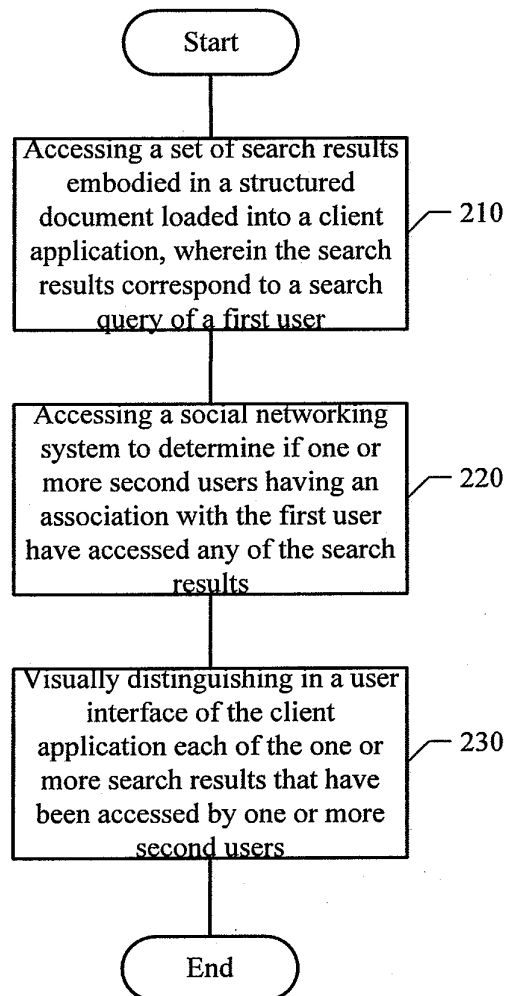 Start
Accessing a set of search results
embodied in a structured
document loaded into a client
application, wherein the search
results correspond to a search
query of a first user
210
Accessing a social networking
system to determine if one or
more second users having an
association with the first user
have accessed any of the search
results
220
Visually distinguishing in a user
interface of the client
application each of the one or
more search results that have
been accessed by one or more
second users
230
End